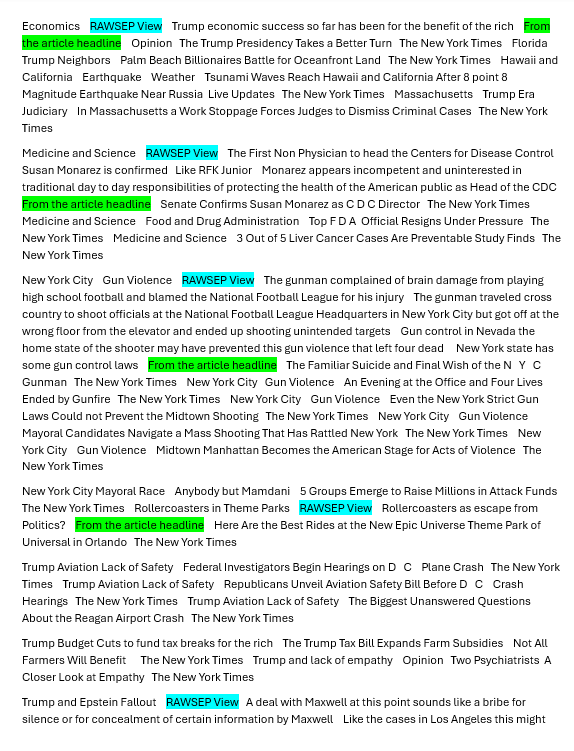 Economics RAWSEP View Trump economic success so far has been for the benefit of the rich From
the article headline Opinion The Trump Presidency Takes a Better Turn The New York Times Florida
Trump Neighbors Palm Beach Billionaires Battle for Oceanfront Land The New York Times Hawaii and
California Earthquake Weather Tsunami Waves Reach Hawaii and California After 8 point 8
Magnitude Earthquake Near Russia Live Updates The New York Times Massachusetts Trump Era
Judiciary In Massachusetts a Work Stoppage Forces Judges to Dismiss Criminal Cases The New York
Times
Medicine and Science RAWSEP View The First Non Physician to head the Centers for Disease Control
Susan Monarez is confirmed Like RFK Junior Monarez appears incompetent and uninterested in
traditional day to day responsibilities of protecting the health of the American public as Head of the CDC
From the article headline Senate Confirms Susan Monarez as C D C Director The New York Times
Medicine and Science Food and Drug Administration Top F D A Official Resigns Under Pressure The
New York Times Medicine and Science 3 Out of 5 Liver Cancer Cases Are Preventable Study Finds The
New York Times
New York City Gun Violence RAWSEP View The gunman complained of brain damage from playing
high school football and blamed the National Football League for his injury The gunman traveled cross
country to shoot officials at the National Football League Headquarters in New York City but got off at the
wrong floor from the elevator and ended up shooting unintended targets Gun control in Nevada the
home state of the shooter may have prevented this gun violence that left four dead New York state has
some gun control laws From the article headline The Familiar Suicide and Final Wish of the N Y C
Gunman The New York Times New York City Gun Violence An Evening at the Office and Four Lives
Ended by Gunfire The New York Times New York City Gun Violence Even the New York Strict Gun
Laws Could not Prevent the Midtown Shooting The New York Times New York City Gun Violence
Mayoral Candidates Navigate a Mass Shooting That Has Rattled New York The New York Times New
York City Gun Violence Midtown Manhattan Becomes the American Stage for Acts of Violence The
New York Times
New York City Mayoral Race Anybody but Mamdani 5 Groups Emerge to Raise Millions in Attack Funds
The New York Times Rollercoasters in Theme Parks RAWSEP View Rollercoasters as escape from
Politics? From the article headline Here Are the Best Rides at the New Epic Universe Theme Park of
Universal in Orlando The New York Times
Trump Aviation Lack of Safety Federal Investigators Begin Hearings on D C Plane Crash The New York
Times Trump Aviation Lack of Safety Republicans Unveil Aviation Safety Bill Before D C Crash
Hearings The New York Times Trump Aviation Lack of Safety The Biggest Unanswered Questions
About the Reagan Airport Crash The New York Times
Trump Budget Cuts to fund tax breaks for the rich The Trump Tax Bill Expands Farm Subsidies Not All
Farmers Will Benefit The New York Times Trump and lack of empathy Opinion Two Psychiatrists A
Closer Look at Empathy The New York Times
Trump and Epstein Fallout RAWSEP View A deal with Maxwell at this point sounds like a bribe for
silence or for concealment of certain information by Maxwell Like the cases in Los Angeles this might